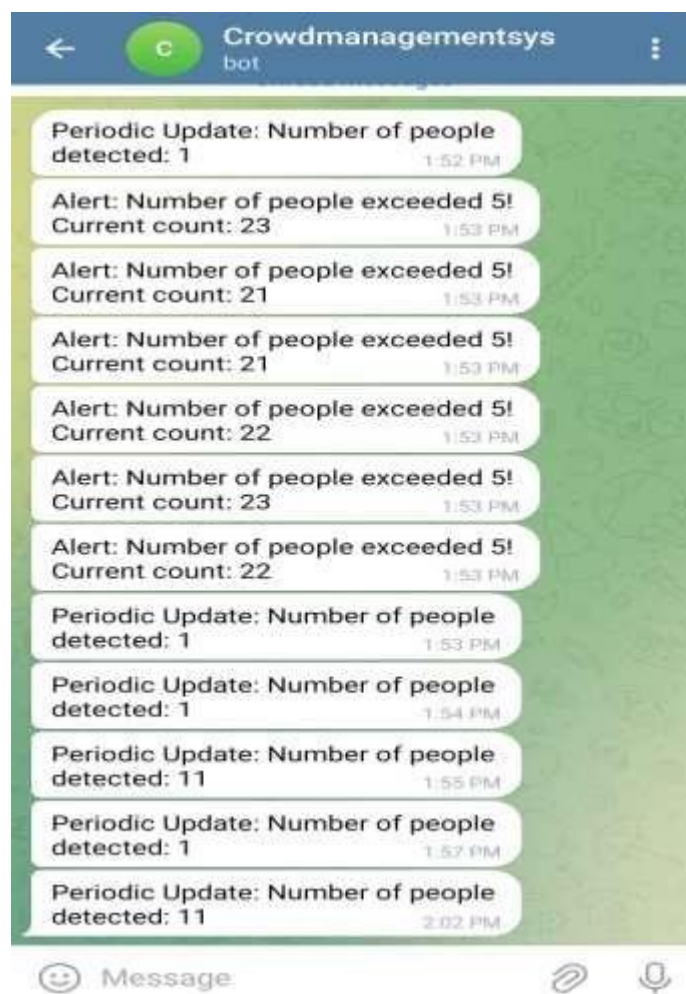 C
Crowdmanagementsys
bot
Periodic Update: Number of people
detected: 1
1:52 PM
Alert: Number of people exceeded 5!
Current count: 23
1:53 PM
Alert: Number of people exceeded 5!
Current count: 21
1:53 PM
Alert: Number of people exceeded 5!
Current count: 21
1:53 PM
Alert: Number of people exceeded 5!
Current count: 22
1:53 PM
Alert: Number of people exceeded 5!
Current count: 23
1:53 PM
Alert: Number of people exceeded 5!
Current count: 22
1:53 PM
Periodic Update: Number of people
detected: 1
1:53 PM
Periodic Update: Number of people
detected: 1
1:54 PM
Periodic Update: Number of people
detected: 11
1:55 PM
Periodic Update: Number of people
detected: 1
1:57 PM
Periodic Update: Number of people
detected: 11
2:02 PM
Message